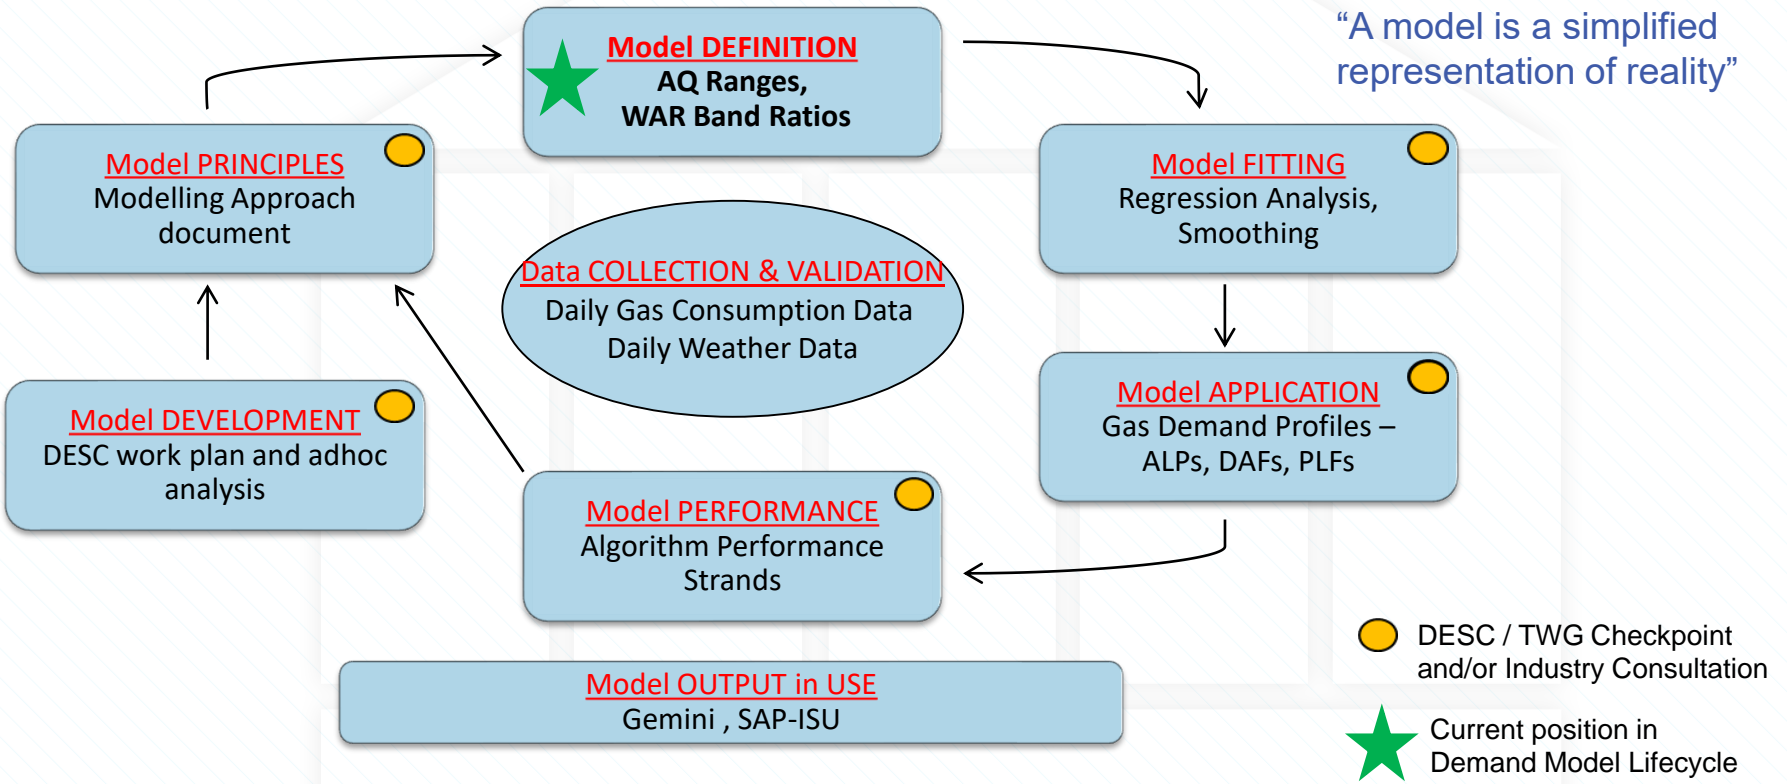 “A model is a simplified
representation of reality”
Model DEFINITION
AQ Ranges,
WAR Band Ratios
Model PRINCIPLES
Modelling Approach
document
Model FITTING
Regression Analysis,
Smoothing
Data COLLECTION & VALIDATION
Daily Gas Consumption Data
Daily Weather Data
Model DEVELOPMENT
DESC work plan and adhoc
analysis
Model APPLICATION
Gas Demand Profiles –
ALPs, DAFs, PLFs
Model PERFORMANCE
Algorithm Performance
Strands
Model OUTPUT in USE
Gemini , SAP-ISU
DESC / TWG Checkpoint
and/or Industry Consultation
Current position in
Demand Model Lifecycle